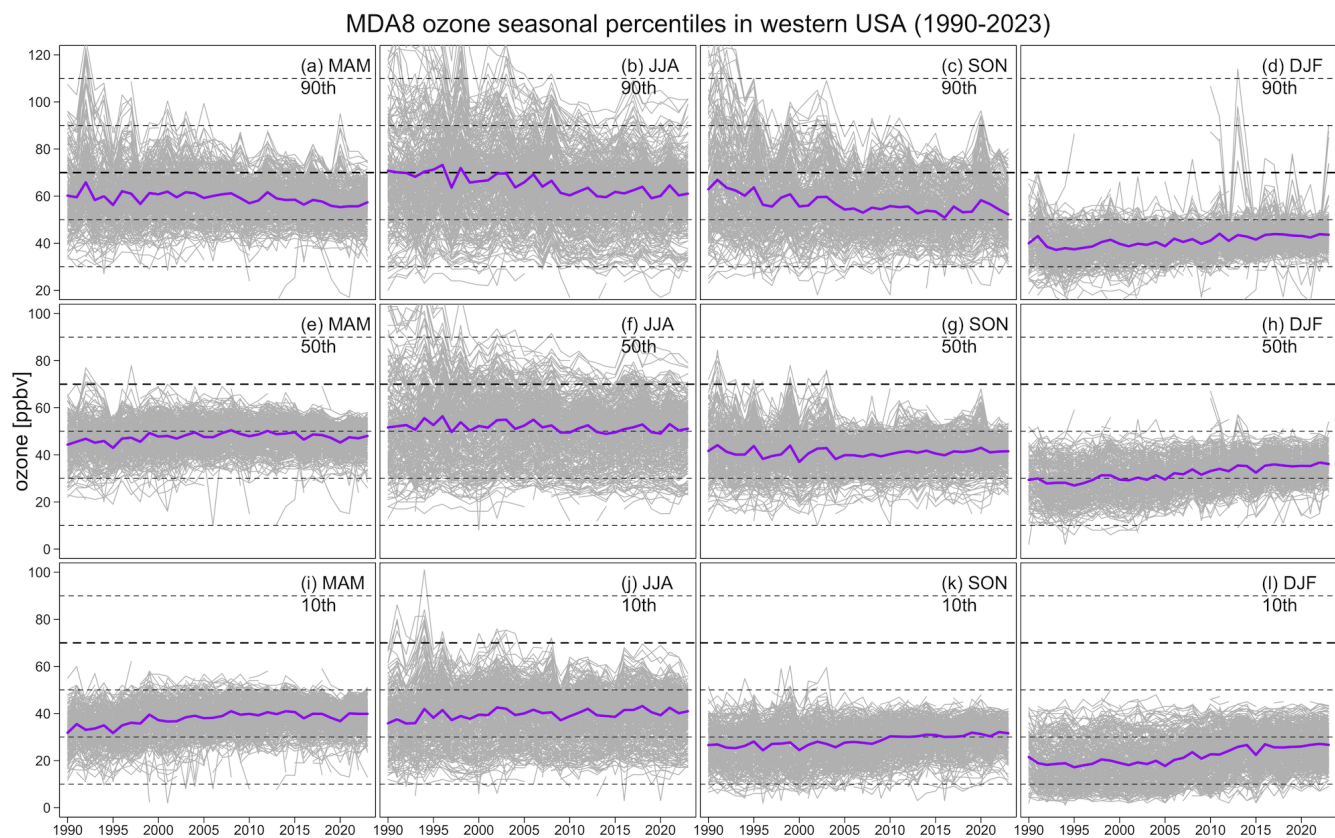 MDA8 ozone seasonal percentiles in western USA (1990-2023)
(a) MAM
90th
(b) JJA
90th
(c) SON
90th
(d) DJF
90th
120
100
80
60
40
20
(e) MAM
50th
(f) JJA
50th
(g) SON
50th
(h) DJF
50th
100
80
60
40
20
0
ozone [ppbv]
(i) MAM
10th
(j) JJA
10th
(k) SON
10th
(l) DJF
10th
100
80
60
40
20
0
1990 1995 2000 2005 2010 2015 2020 1990 1995 2000 2005 2010 2015 2020 1990 1995 2000 2005 2010 2015 2020 1990 1995 2000 2005 2010 2015 2020